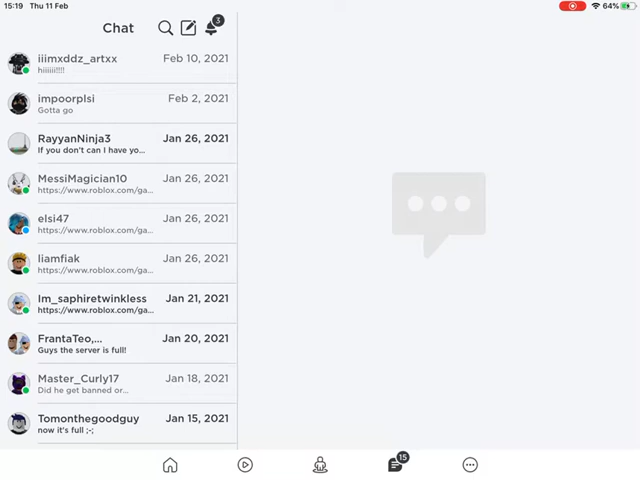 15:19 Thu 11 Feb 64%
Chat 3
iiimxddz_artxx Feb 10, 2021
hiiiiii!!!!
impoorplsi Feb 2, 2021
Gotta go
RayyanNinja3 Jan 26, 2021
If you don't can I have yo...
MessiMagician10 Jan 26, 2021
https://www.roblox.com/ga...
elsi47 Jan 26, 2021
https://www.roblox.com/ga...
liamfiak Jan 26, 2021
https://www.roblox.com/ga...
Im_saphiretwinkless Jan 21, 2021
https://www.roblox.com/ga...
FrantaTeo,... Jan 20, 2021
Guys the server is full!
Master_Curly17 Jan 18, 2021
Did he get banned or...
Tomonthegoodguy Jan 15, 2021
now it's full ;-;
15